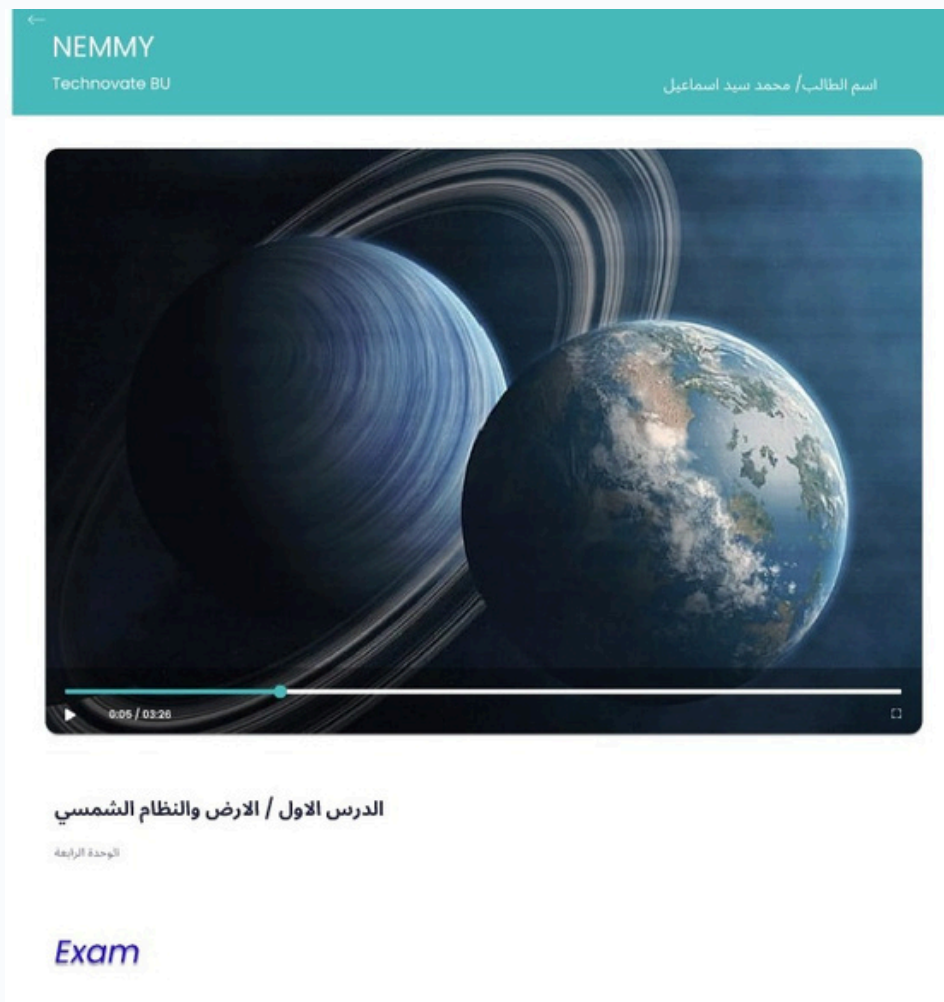 NEMMY
Technovate BU
اسم الطالب/ محمد سيد اسماعيل
0:05 / 03:26
الدرس الاول / الارض والنظام الشمسي
الوحدة الرابعة
Exam